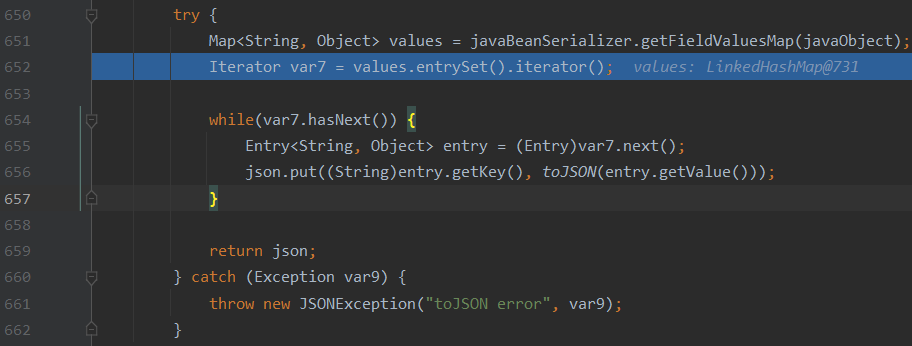 650 try {
651 Map<String, Object> values = javaBeanSerializer.getFieldValuesMap(javaObject);
652 Iterator var7 = values.entrySet().iterator(); values: LinkedHashMap@731
653
654 while(var7.hasNext()) {
655 Entry<String, Object> entry = (Entry)var7.next();
656 json.put((String)entry.getKey(), toJSON(entry.getValue()));
657 }
658
659 return json;
660 } catch (Exception var9) {
661 throw new JSONException("toJSON error", var9);
662 }